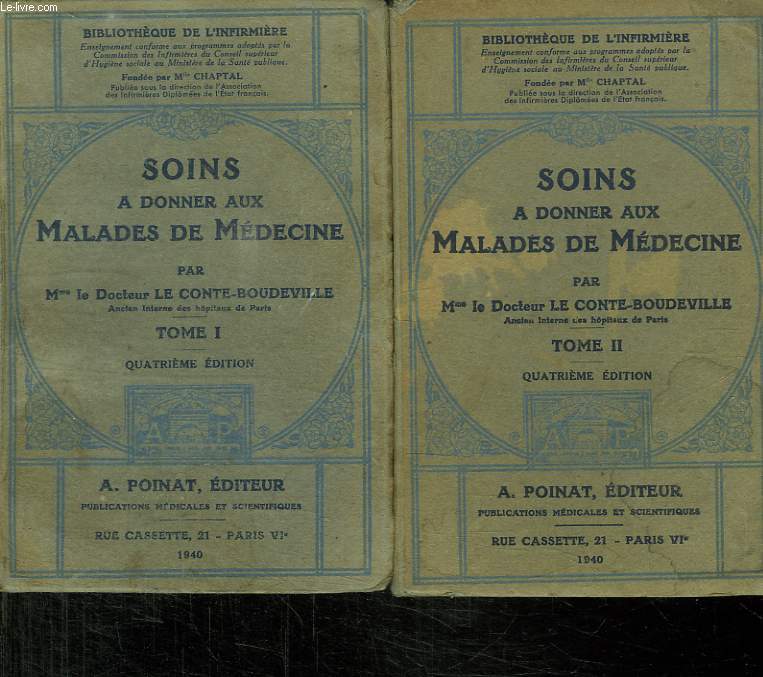 Le-livre.com
BIBLIOTHÈQUE DE L'INFIRMIÈRE
Enseignement conforme aux programmes adoptés par la
Commission des Infirmières du Conseil supérieur
d'Hygiène sociale au Ministère de la Santé publique.
Fondée par Mlle CHAPTAL
Publiée sous la direction de l'Association
des Infirmières Diplômées de l'État français.
SOINS
A DONNER AUX
MALADES DE MÉDECINE
PAR
Mme le Docteur LE CONTE-BOUDEVILLE
Ancien Interne des hôpitaux de Paris
TOME I
QUATRIÈME ÉDITION
A P
A. POINAT, ÉDITEUR
PUBLICATIONS MÉDICALES ET SCIENTIFIQUES
RUE CASSETTE, 21 - PARIS VIe
1940
BIBLIOTHÈQUE DE L'INFIRMIÈRE
Enseignement conforme aux programmes adoptés par la
Commission des Infirmières du Conseil supérieur
d'Hygiène sociale au Ministère de la Santé publique.
Fondée par Mlle CHAPTAL
Publiée sous la direction de l'Association
des Infirmières Diplômées de l'État français.
SOINS
A DONNER AUX
MALADES DE MÉDECINE
PAR
Mme le Docteur LE CONTE-BOUDEVILLE
Ancien Interne des hôpitaux de Paris
TOME II
QUATRIÈME ÉDITION
A P
A. POINAT, ÉDITEUR
PUBLICATIONS MÉDICALES ET SCIENTIFIQUES
RUE CASSETTE, 21 - PARIS VIe
1940